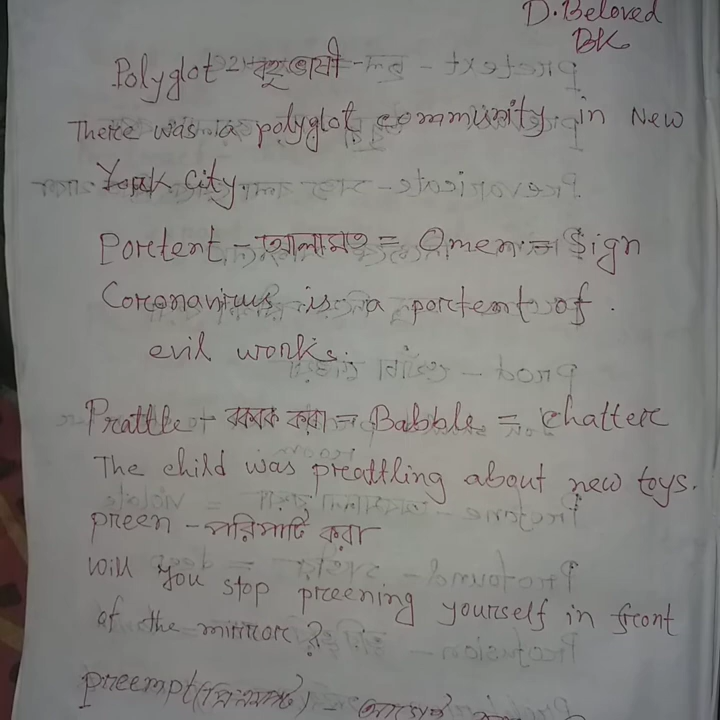 D. Beloved
BK
Polyglot - বহুভাষী
There was a polyglot community in New
York City.
Portent - আলামত = Omen = Sign
Coronavirus is a portent of
evil works.
Prattle - বকবক করা = Babble = Chatter
The child was prattling about new toys.
preen - পরিপাটি করা
will you stop preening yourself in front
of the mirror?
preempt